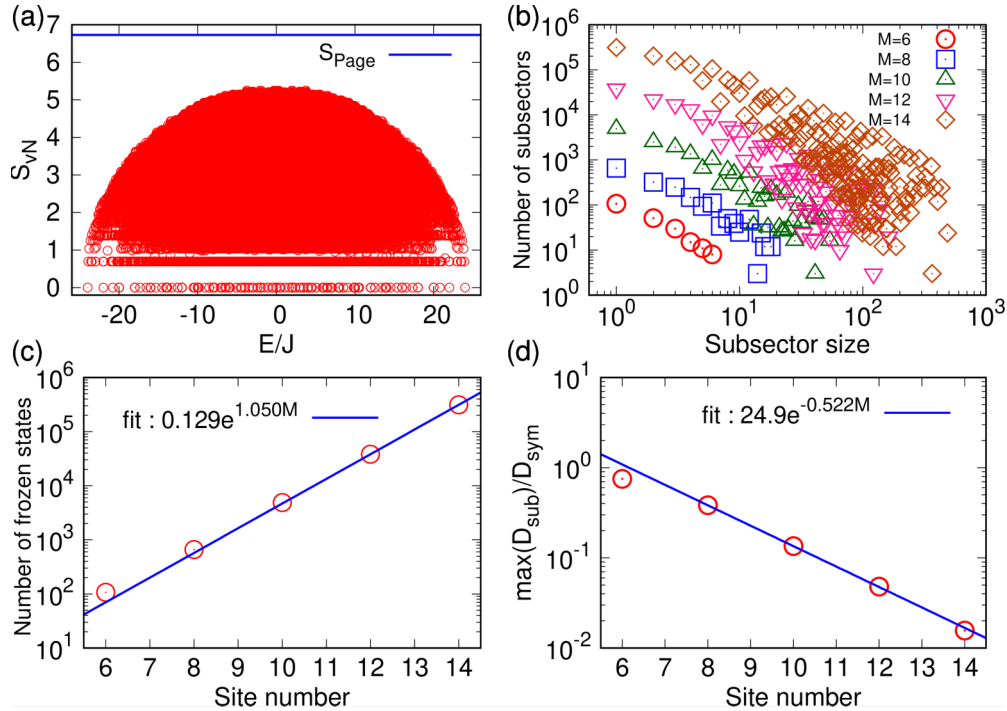 (a)
7
6
5
4
3
2
1
0
S_Page
S_vN
-20 -10 0 10 20
E/J
(b)
10^6
10^5
10^4
10^3
10^2
10^1
10^0
M=6
M=8
M=10
M=12
M=14
Number of subsectors
10^0 10^1 10^2 10^3
Subsector size
(c)
10^6
10^5
10^4
10^3
10^2
10^1
fit : 0.129e^1.050M
Number of frozen states
6 7 8 9 10 11 12 13 14
Site number
(d)
10^1
10^0
10^-1
10^-2
fit : 24.9e^-0.522M
max(D_sub)/D_sym
6 7 8 9 10 11 12 13 14
Site number